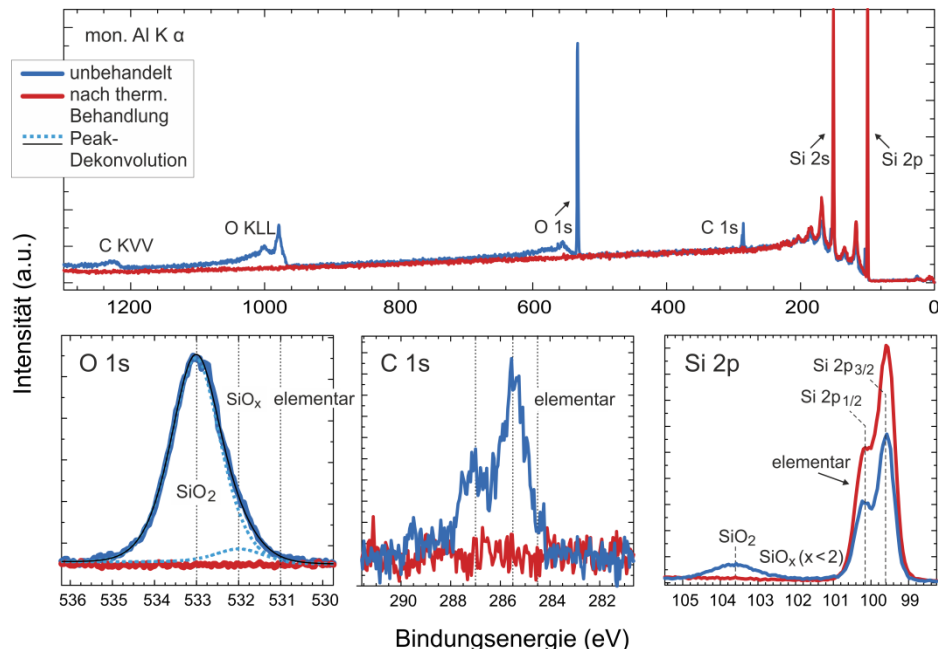 mon. Al K α
unbehandelt
nach therm.
Behandlung
Peak-
Dekonvolution
C KVV
O KLL
O 1s
C 1s
Si 2s
Si 2p
1200 1000 800 600 400 200 0
Intensität (a.u.)
O 1s
SiOx
elementar
SiO2
536 535 534 533 532 531 530
C 1s
elementar
290 288 286 284 282
Si 2p
Si 2p3/2
Si 2p1/2
elementar
SiO2
SiOx (x<2)
105 104 103 102 101 100 99
Bindungsenergie (eV)